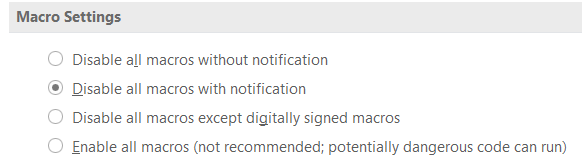 Macro Settings
Disable all macros without notification
Disable all macros with notification
Disable all macros except digitally signed macros
Enable all macros (not recommended; potentially dangerous code can run)